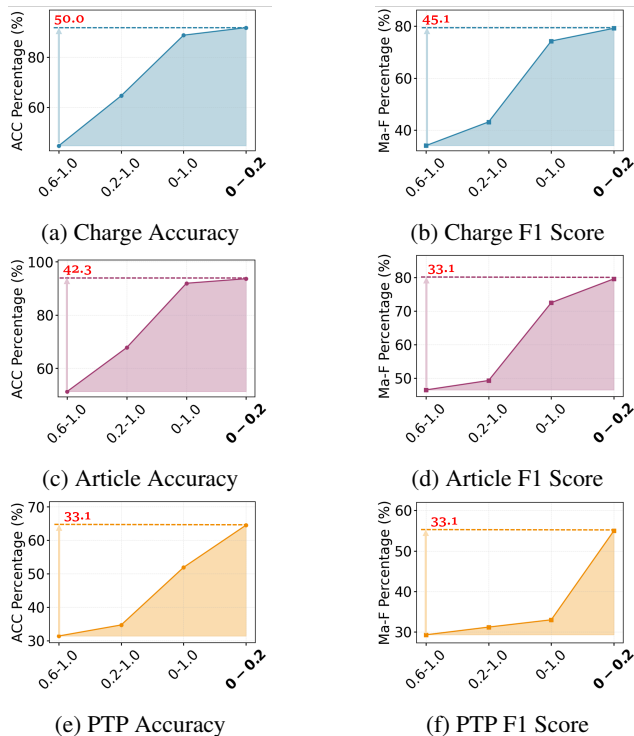 50.0
ACC Percentage (%)
80
60
0.6-1.0
0.2-1.0
0-1.0
0 – 0.2
(a) Charge Accuracy
45.1
Ma-F Percentage (%)
80
60
40
0.6-1.0
0.2-1.0
0-1.0
0 – 0.2
(b) Charge F1 Score
42.3
ACC Percentage (%)
100
80
60
0.6-1.0
0.2-1.0
0-1.0
0 – 0.2
(c) Article Accuracy
33.1
Ma-F Percentage (%)
80
70
50
0.6-1.0
0.2-1.0
0-1.0
0 – 0.2
(d) Article F1 Score
33.1
ACC Percentage (%)
70
60
50
40
30
0.6-1.0
0.2-1.0
0-1.0
0 – 0.2
(e) PTP Accuracy
33.1
Ma-F Percentage (%)
60
50
40
30
0.6-1.0
0.2-1.0
0-1.0
0 – 0.2
(f) PTP F1 Score